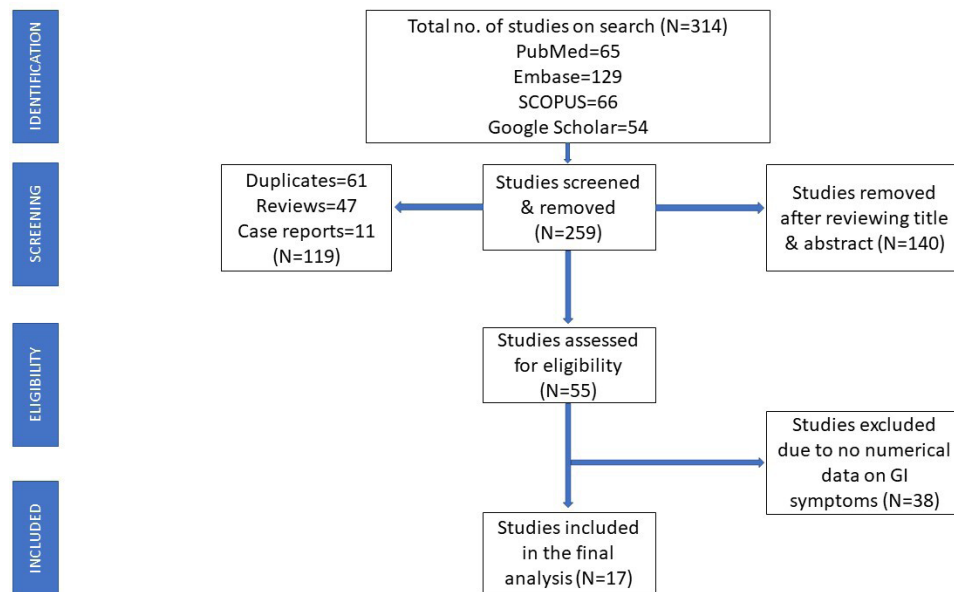 IDENTIFICATION
Total no. of studies on search (N=314)
PubMed=65
Embase=129
SCOPUS=66
Google Scholar=54
SCREENING
Duplicates=61
Reviews=47
Case reports=11
(N=119)
Studies screened
& removed
(N=259)
Studies removed
after reviewing title
& abstract (N=140)
ELIGIBILITY
Studies assessed
for eligibility
(N=55)
Studies excluded
due to no numerical
data on GI
symptoms (N=38)
INCLUDED
Studies included
in the final
analysis (N=17)